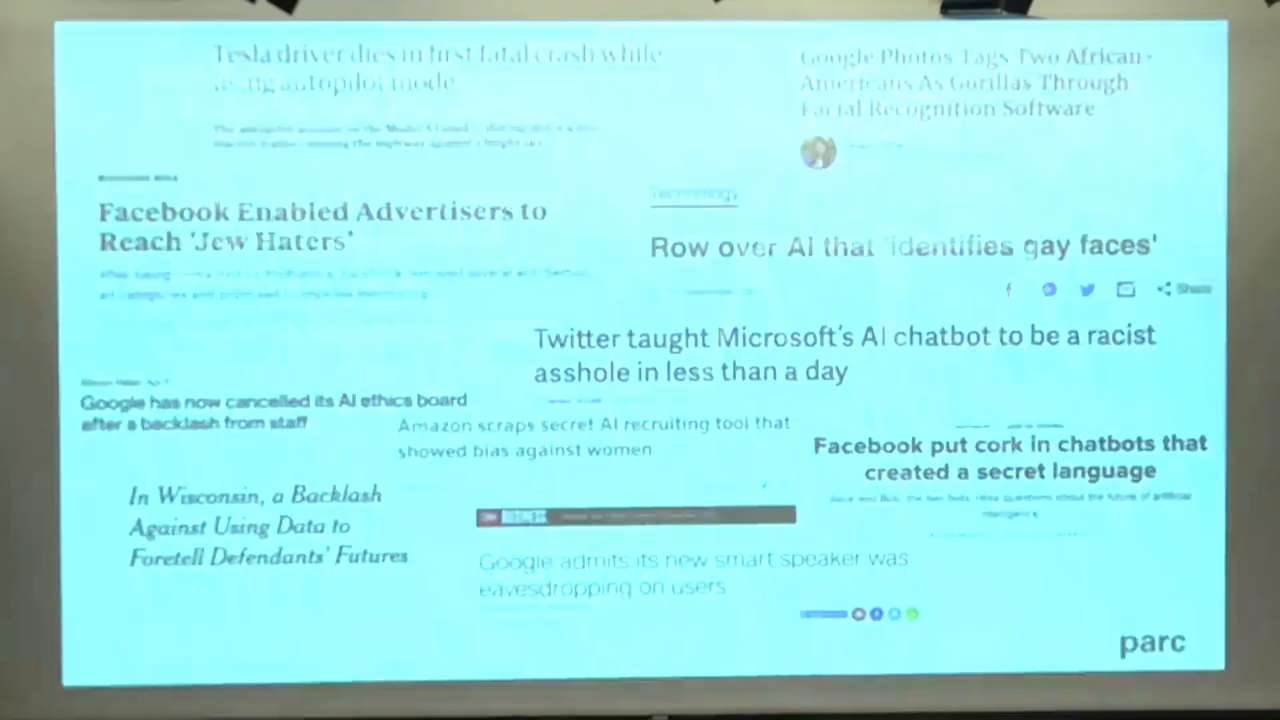 Tesla driver dies in first fatal crash while
using autopilot mode
Google Photos Tags Two African-
Americans As Gorillas Through
Facial Recognition Software
Facebook Enabled Advertisers to
Reach 'Jew Haters'
Technology
Row over AI that 'identifies gay faces'
Share
Twitter taught Microsoft's AI chatbot to be a racist
asshole in less than a day
Google has now cancelled its AI ethics board
after a backlash from staff
Amazon scraps secret AI recruiting tool that
showed bias against women
Facebook put cork in chatbots that
created a secret language
In Wisconsin, a Backlash
Against Using Data to
Foretell Defendants' Futures
Google admits its new smart speaker was
eavesdropping on users
parc